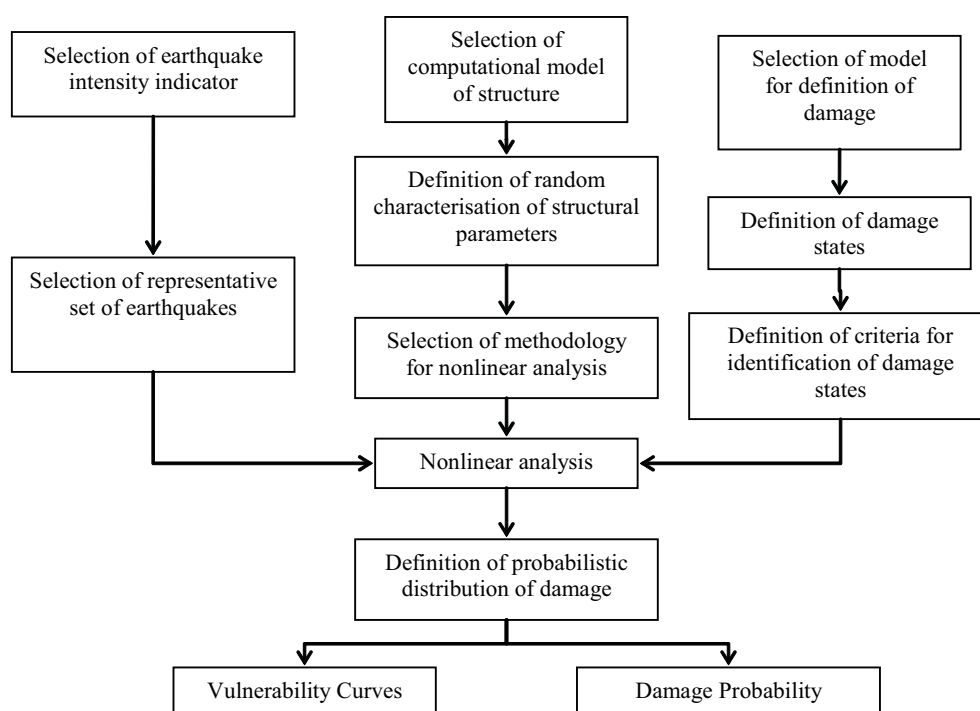 Selection of earthquake
intensity indicator
Selection of
computational model
of structure
Selection of model
for definition of
damage
Definition of random
characterisation of structural
parameters
Definition of damage
states
Selection of representative
set of earthquakes
Selection of methodology
for nonlinear analysis
Definition of criteria for
identification of damage
states
Nonlinear analysis
Definition of probabilistic
distribution of damage
Vulnerability Curves
Damage Probability